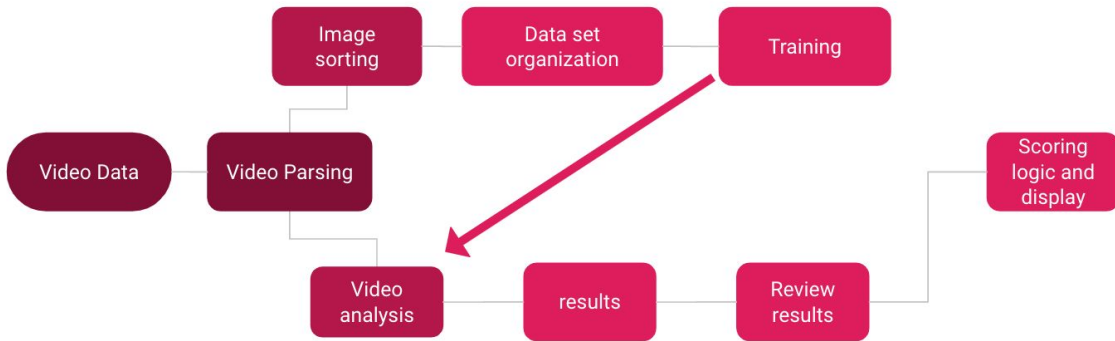 Image
sorting
Data set
organization
Training
Video Data
Video Parsing
Scoring
logic and
display
Video
analysis
results
Review
results